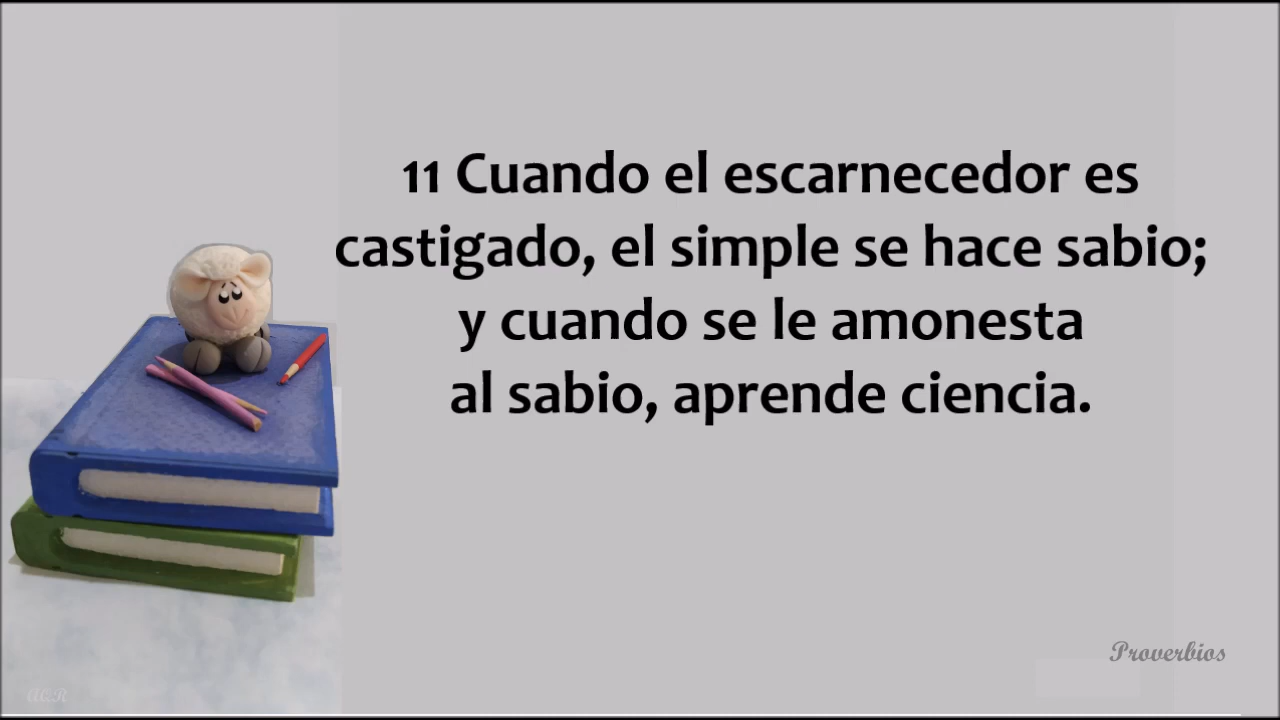 11 Cuando el escarnecedor es
castigado, el simple se hace sabio;
y cuando se le amonesta
al sabio, aprende ciencia.
Proverbios